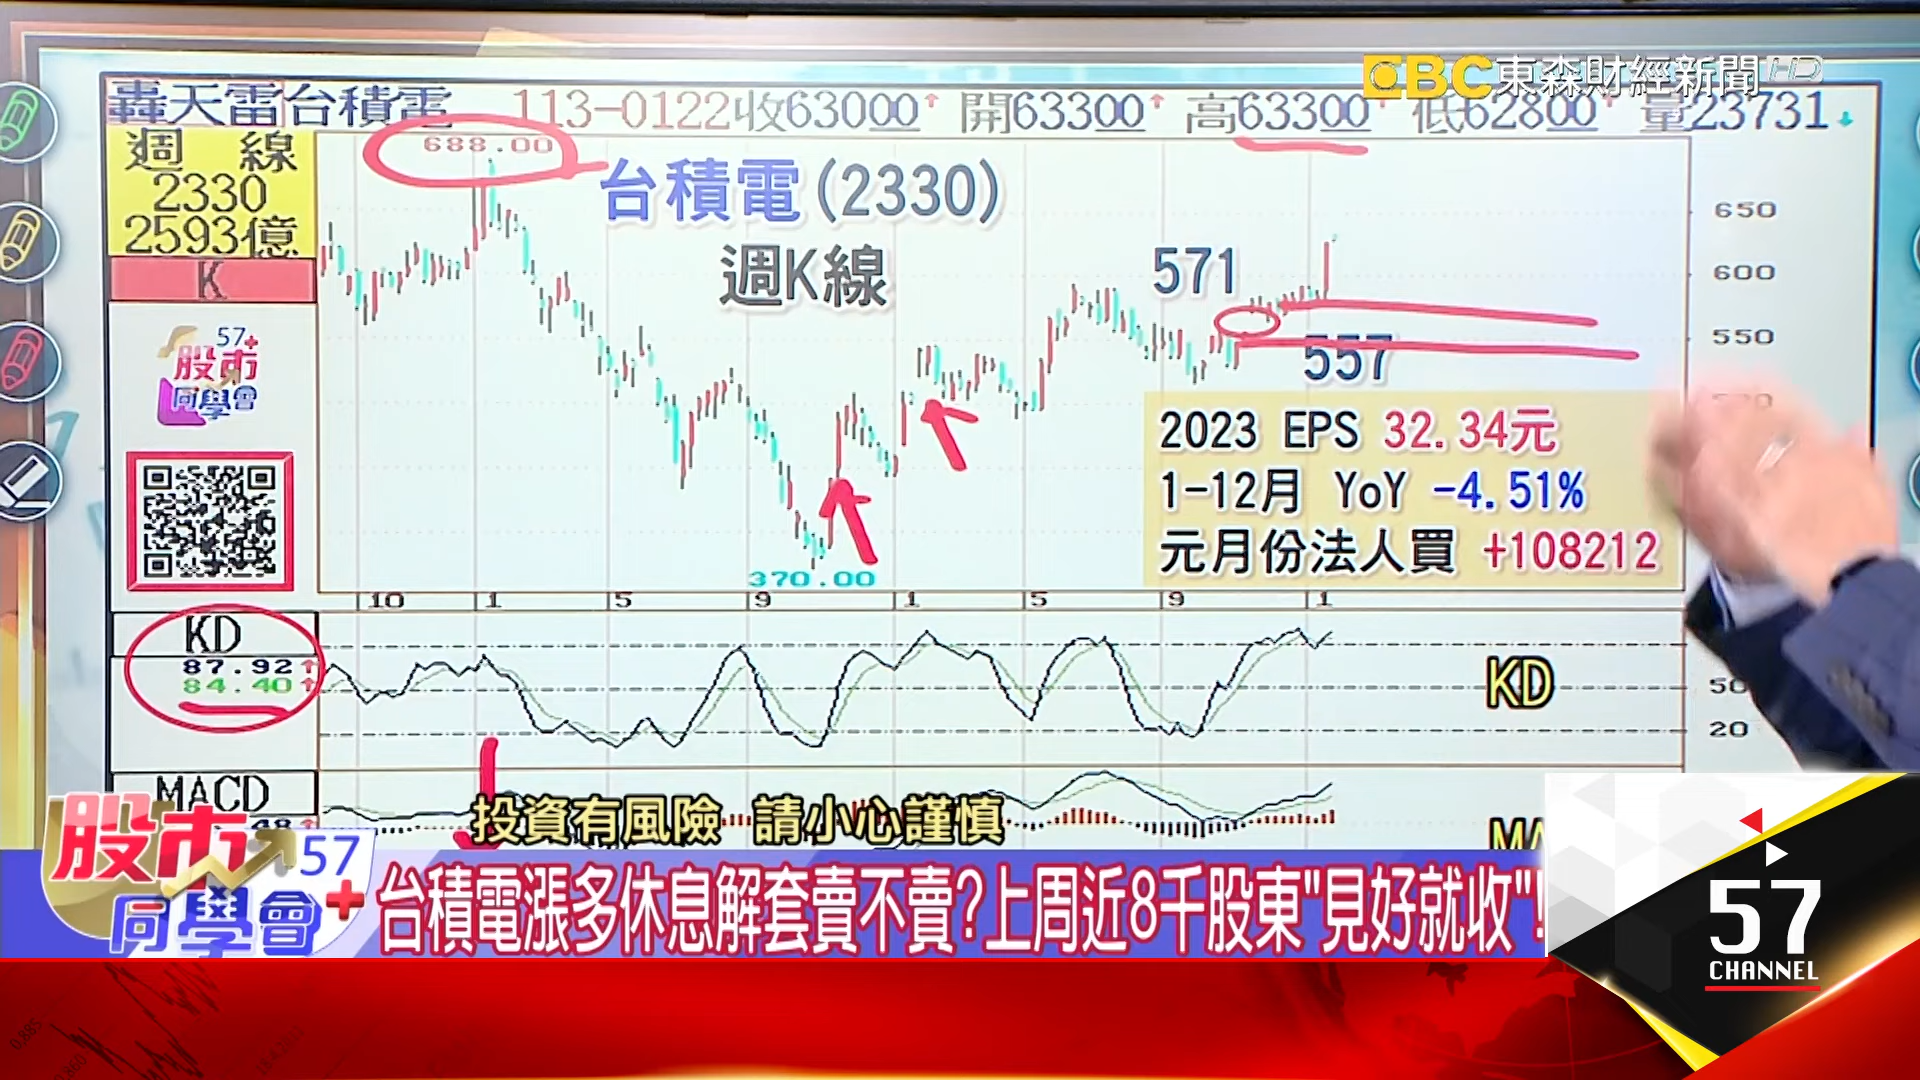 EBC東森財經新聞HD
轟天雷台積電 113-0122收63000↑ 開63300↑ 高63300↑ 低62800↑ 量23731↓
週 線
2330
2593億
K
57+
股市
同學會
688.00
台積電(2330)
週K線
571
557
370.00
650
600
550
2023 EPS 32.34元
1-12月 YoY -4.51%
元月份法人買 +108212
10 1 5 9 1 5 9 1
KD
87.92↑
84.40↑
KD
50
20
MACD
投資有風險 請小心謹慎
股市57
同學會+
台積電漲多休息解套賣不賣?上周近8千股東"見好就收"!
57
CHANNEL